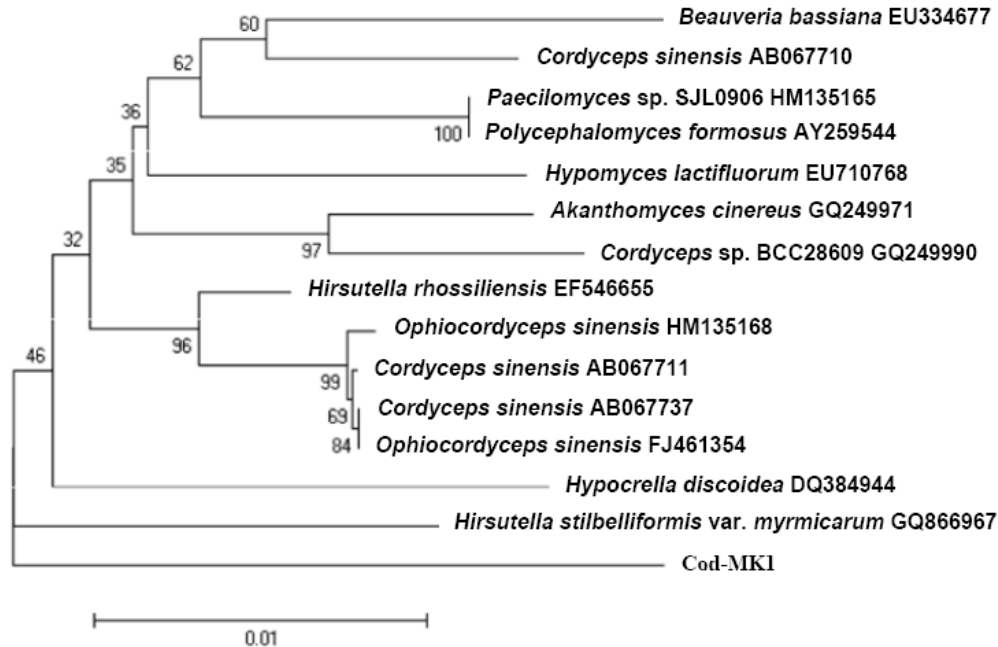 60
Beauveria bassiana EU334677
Cordyceps sinensis AB067710
62
Paecilomyces sp. SJL0906 HM135165
100
Polycephalomyces formosus AY259544
36
Hypomyces lactifluorum EU710768
35
Akanthomyces cinereus GQ249971
97
Cordyceps sp. BCC28609 GQ249990
32
Hirsutella rhossiliensis EF546655
96
Ophiocordyceps sinensis HM135168
46
99
Cordyceps sinensis AB067711
69
Cordyceps sinensis AB067737
84
Ophiocordyceps sinensis FJ461354
Hypocrella discoidea DQ384944
Hirsutella stilbelliformis var. myrmicarum GQ866967
Cod-MK1
0.01